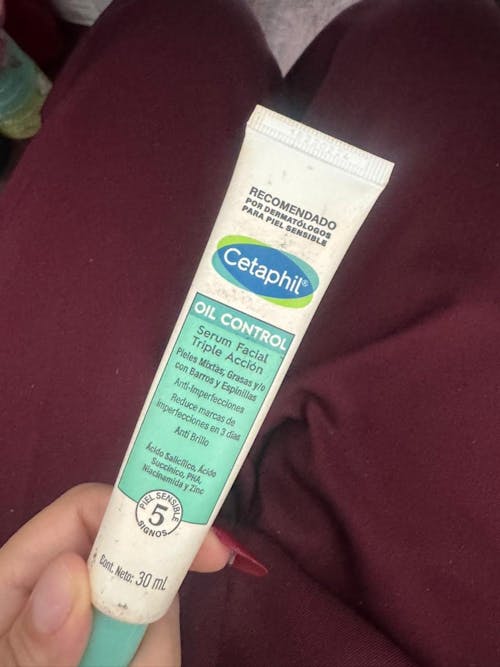 RECOMENDADO
POR DERMATÓLOGOS
PARA PIEL SENSIBLE
Cetaphil®
OIL CONTROL
Serum Facial
Triple Acción
Pieles Mixtas, Grasas y/o
con Barros y Espinillas
Anti-Imperfecciones
Reduce marcas de
imperfecciones en 3 días
Anti Brillo
Ácido Salicílico, Ácido
Succínico, PHA,
Niacinamida y Zinc
PIEL SENSIBLE
5
SIGNOS
Cont. Neto: 30 mL